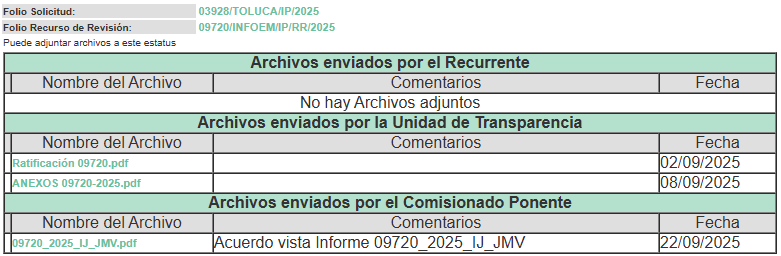 Folio Solicitud: 03928/TOLUCA/IP/2025
Folio Recurso de Revisión: 09720/INFOEM/IP/RR/2025
Puede adjuntar archivos a este estatus
Archivos enviados por el Recurrente
Nombre del Archivo Comentarios Fecha
No hay Archivos adjuntos
Archivos enviados por la Unidad de Transparencia
Nombre del Archivo Comentarios Fecha
Ratificación 09720.pdf 02/09/2025
ANEXOS 09720-2025.pdf 08/09/2025
Archivos enviados por el Comisionado Ponente
Nombre del Archivo Comentarios Fecha
09720_2025_IJ_JMV.pdf Acuerdo vista Informe 09720_2025_IJ_JMV 22/09/2025